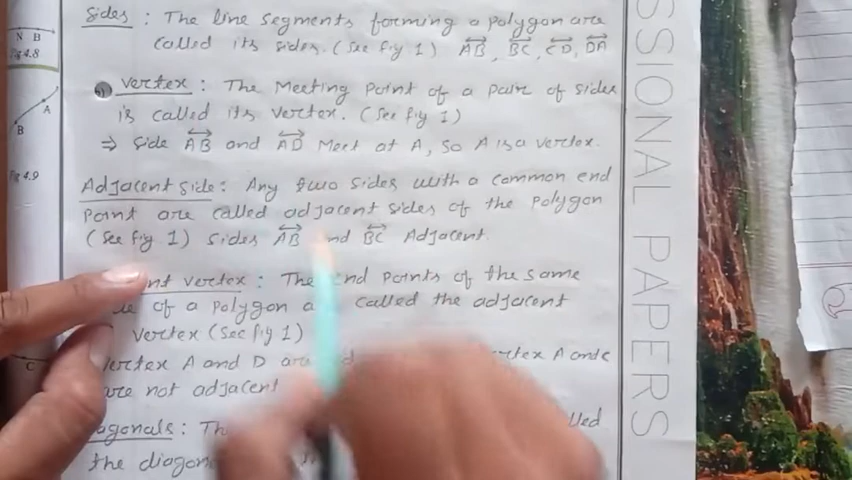 Sides : The line segments forming a polygon are
called its sides. (See fig 1) AB, BC, CD, DA
Vertex : The Meeting Point of a pair of sides
is called its vertex. (See fig 1)
⇒ Side AB and AD Meet at A, so A is a vertex.
Adjacent side: Any two sides with a common end
Point are called adjacent sides of the Polygon
(See fig 1) sides AB and BC Adjacent.
vertex : The End Points of the same
of a Polygon called the adjacent
vertex (See fig 1)
vertex A and D vertex A and c
are not adjacent
: 
the
N B
Fig 4.8
A
B
Fig 4.9
C
SSIONAL PAPERS